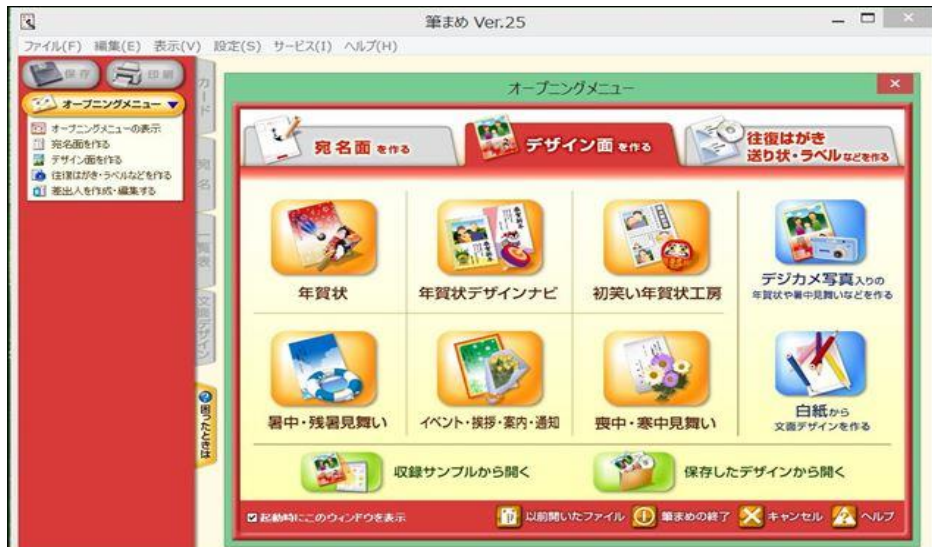 筆まめ Ver.25
ファイル(F) 編集(E) 表示(V) 設定(S) サービス(I) ヘルプ(H)
保存 印刷
オープニングメニュー
オープニングメニューの表示
宛名面を作る
デザイン面を作る
往復はがき・ラベルなどを作る
差出人を作成・編集する
カード
宛名
一覧表
文面デザイン
困ったときは
オープニングメニュー
宛名面を作る
デザイン面を作る
往復はがき
送り状・ラベルなどを作る
年賀状
年賀状デザインナビ
初笑い年賀状工房
デジカメ写真入りの
年賀状や暑中見舞いなどを作る
暑中・残暑見舞い
イベント・挨拶・案内・通知
喪中・寒中見舞い
白紙から
文面デザインを作る
収録サンプルから開く
保存したデザインから開く
起動時にこのウィンドウを表示
以前開いたファイル
筆まめの終了
キャンセル
ヘルプ